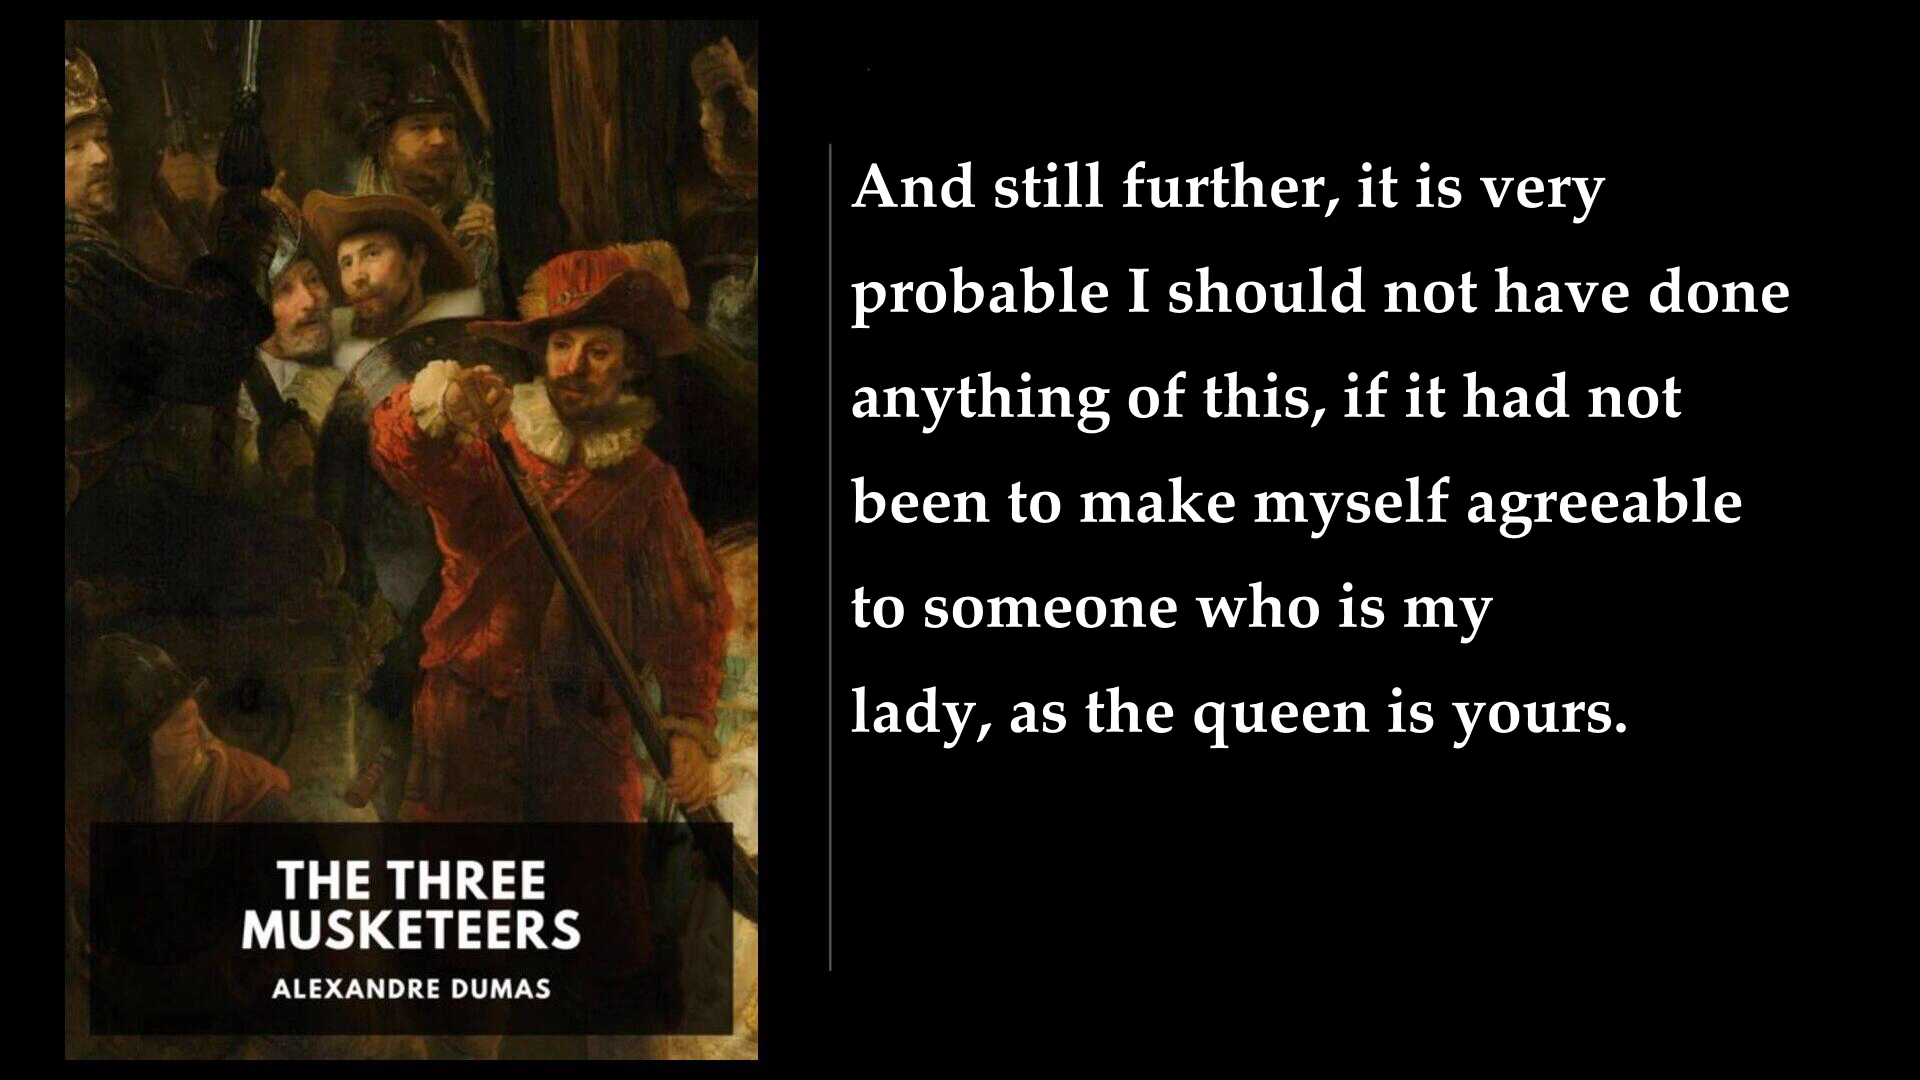 THE THREE
MUSKETEERS
ALEXANDRE DUMAS
And still further, it is very
probable I should not have done
anything of this, if it had not
been to make myself agreeable
to someone who is my
lady, as the queen is yours.